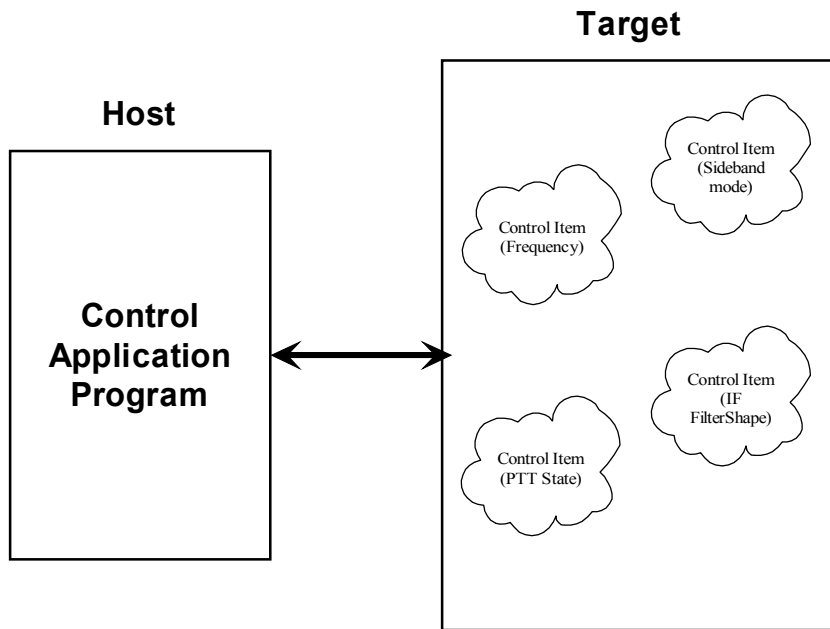 Target
Host
Control Item
(Sideband
mode)
Control Item
(Frequency)
Control
Application
Program
Control Item
(IF
FilterShape)
Control Item
(PTT State)